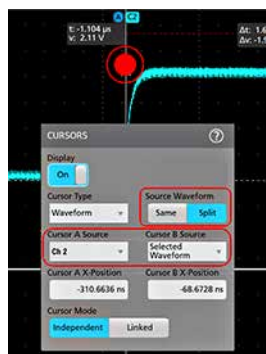 A C2
t: -1.104 µs
v: 2.11 V
Δt: 1.6
Δv: -1.5
CURSORS
?
Display
On
Cursor Type
Source Waveform
Waveform
Same
Split
Cursor A Source
Cursor B Source
Ch 2
Selected Waveform
Cursor A X-Position
Cursor B X-Position
-310.6636 ns
-68.6728 ns
Cursor Mode
Independent
Linked